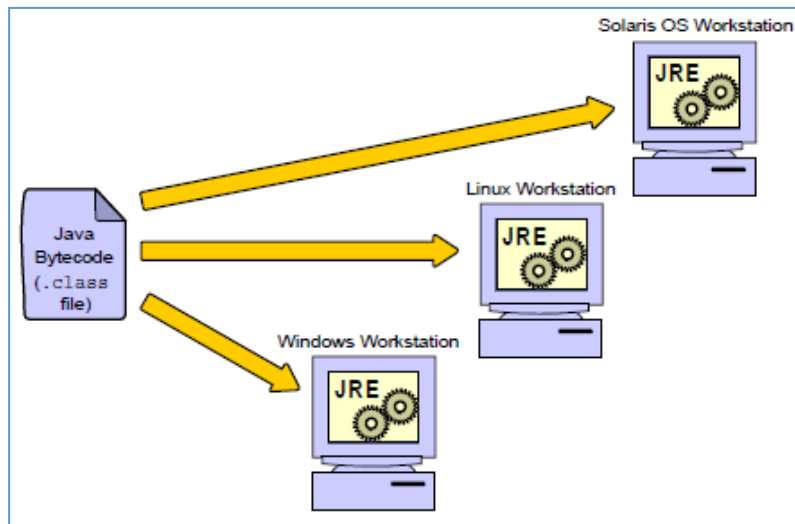 Solaris OS Workstation
JRE
Linux Workstation
JRE
Java
Bytecode
(.class
file)
Windows Workstation
JRE